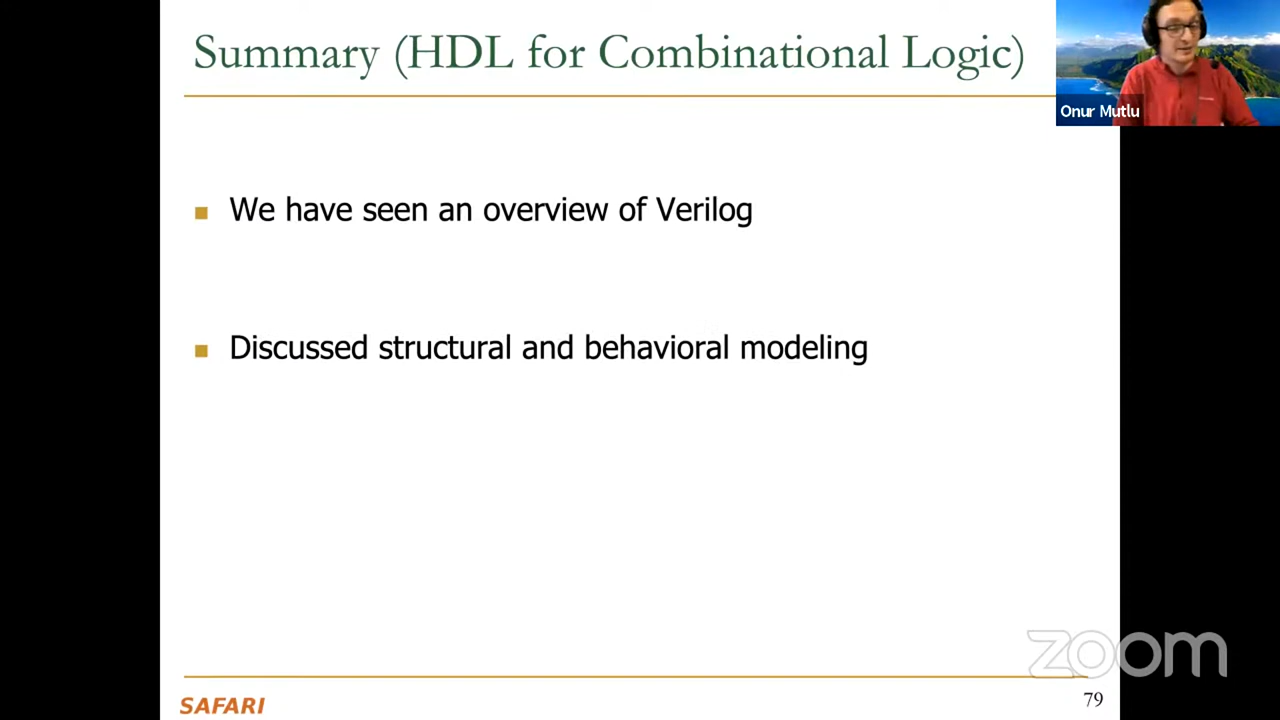 Summary (HDL for Combinational Logic)
Onur Mutlu
We have seen an overview of Verilog
Discussed structural and behavioral modeling
zoom
SAFARI
79